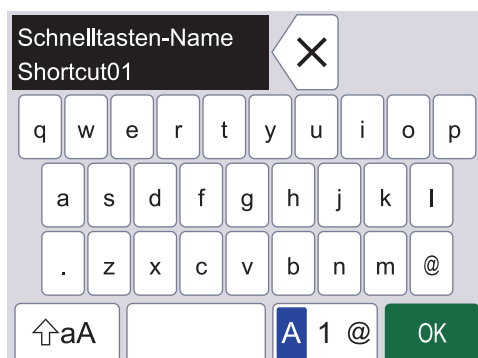 Schnelltasten-Name
Shortcut01
q w e r t y u i o p
a s d f g h j k l
. z x c v b n m @
aA A 1 @ OK